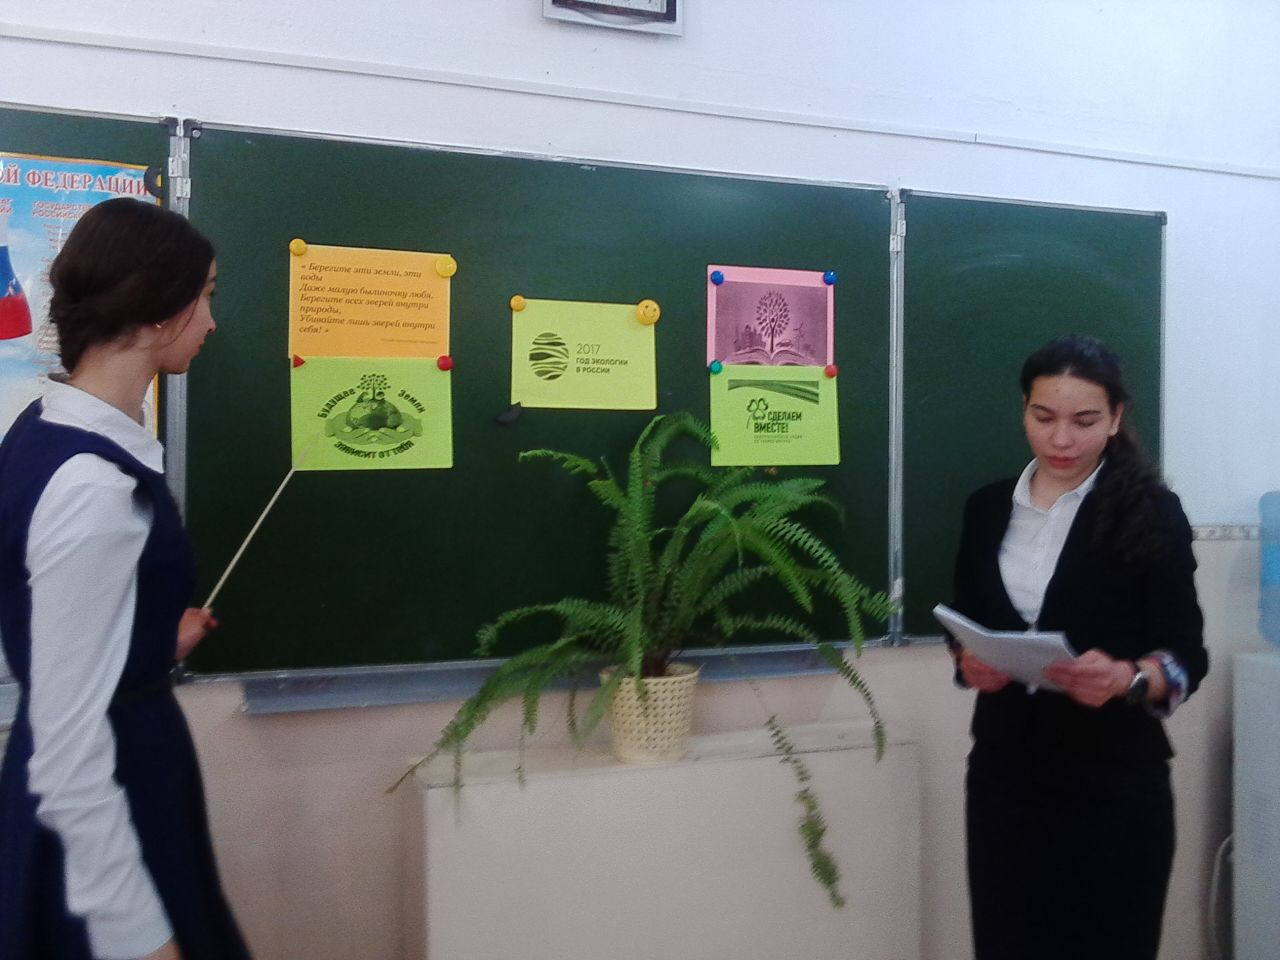 ОЙ ФЕДЕРАЦИИ
« Берегите эти земли, эти
воды
Даже малую былиночку любя.
Берегите всех зверей внутри
природы,
Убивайте лишь зверей внутри
себя! »
Будущее Земли
зависит от тебя
2017
ГОД ЭКОЛОГИИ
В РОССИИ
СДЕЛАЕМ
ВМЕСТЕ!